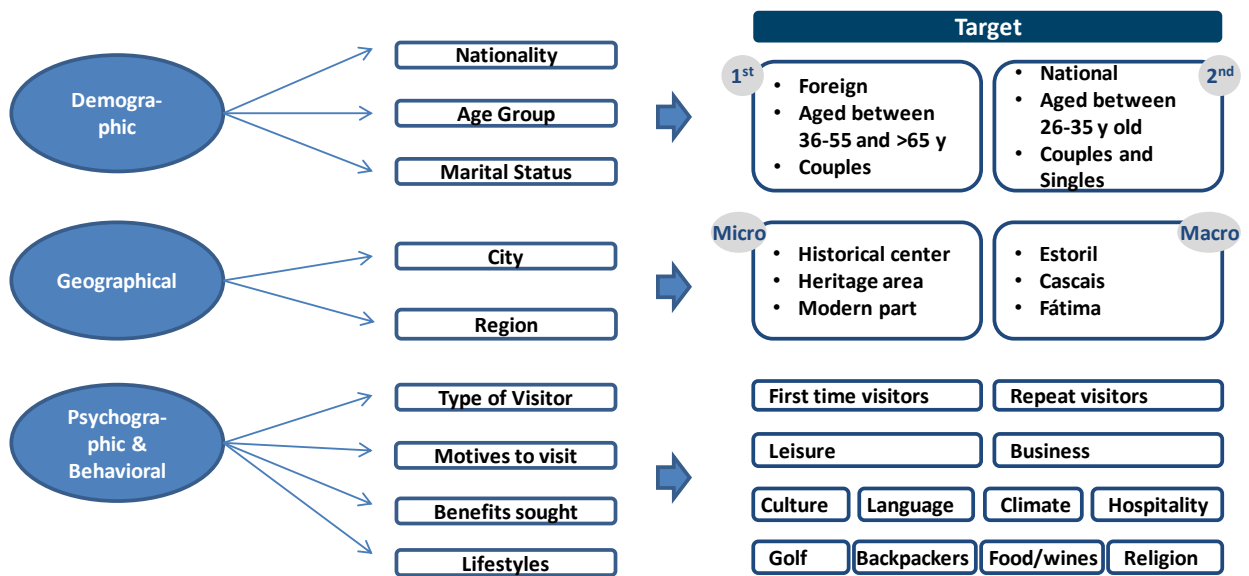 Target
Demogra-
phic
Nationality
Age Group
Marital Status
1st
• Foreign
• Aged between
36-55 and >65 y
• Couples
2nd
• National
• Aged between
26-35 y old
• Couples and
Singles
Geographical
City
Region
Micro
• Historical center
• Heritage area
• Modern part
Macro
• Estoril
• Cascais
• Fátima
Psychogra-
phic &
Behavioral
Type of Visitor
Motives to visit
Benefits sought
Lifestyles
First time visitors
Repeat visitors
Leisure
Business
Culture
Language
Climate
Hospitality
Golf
Backpackers
Food/wines
Religion